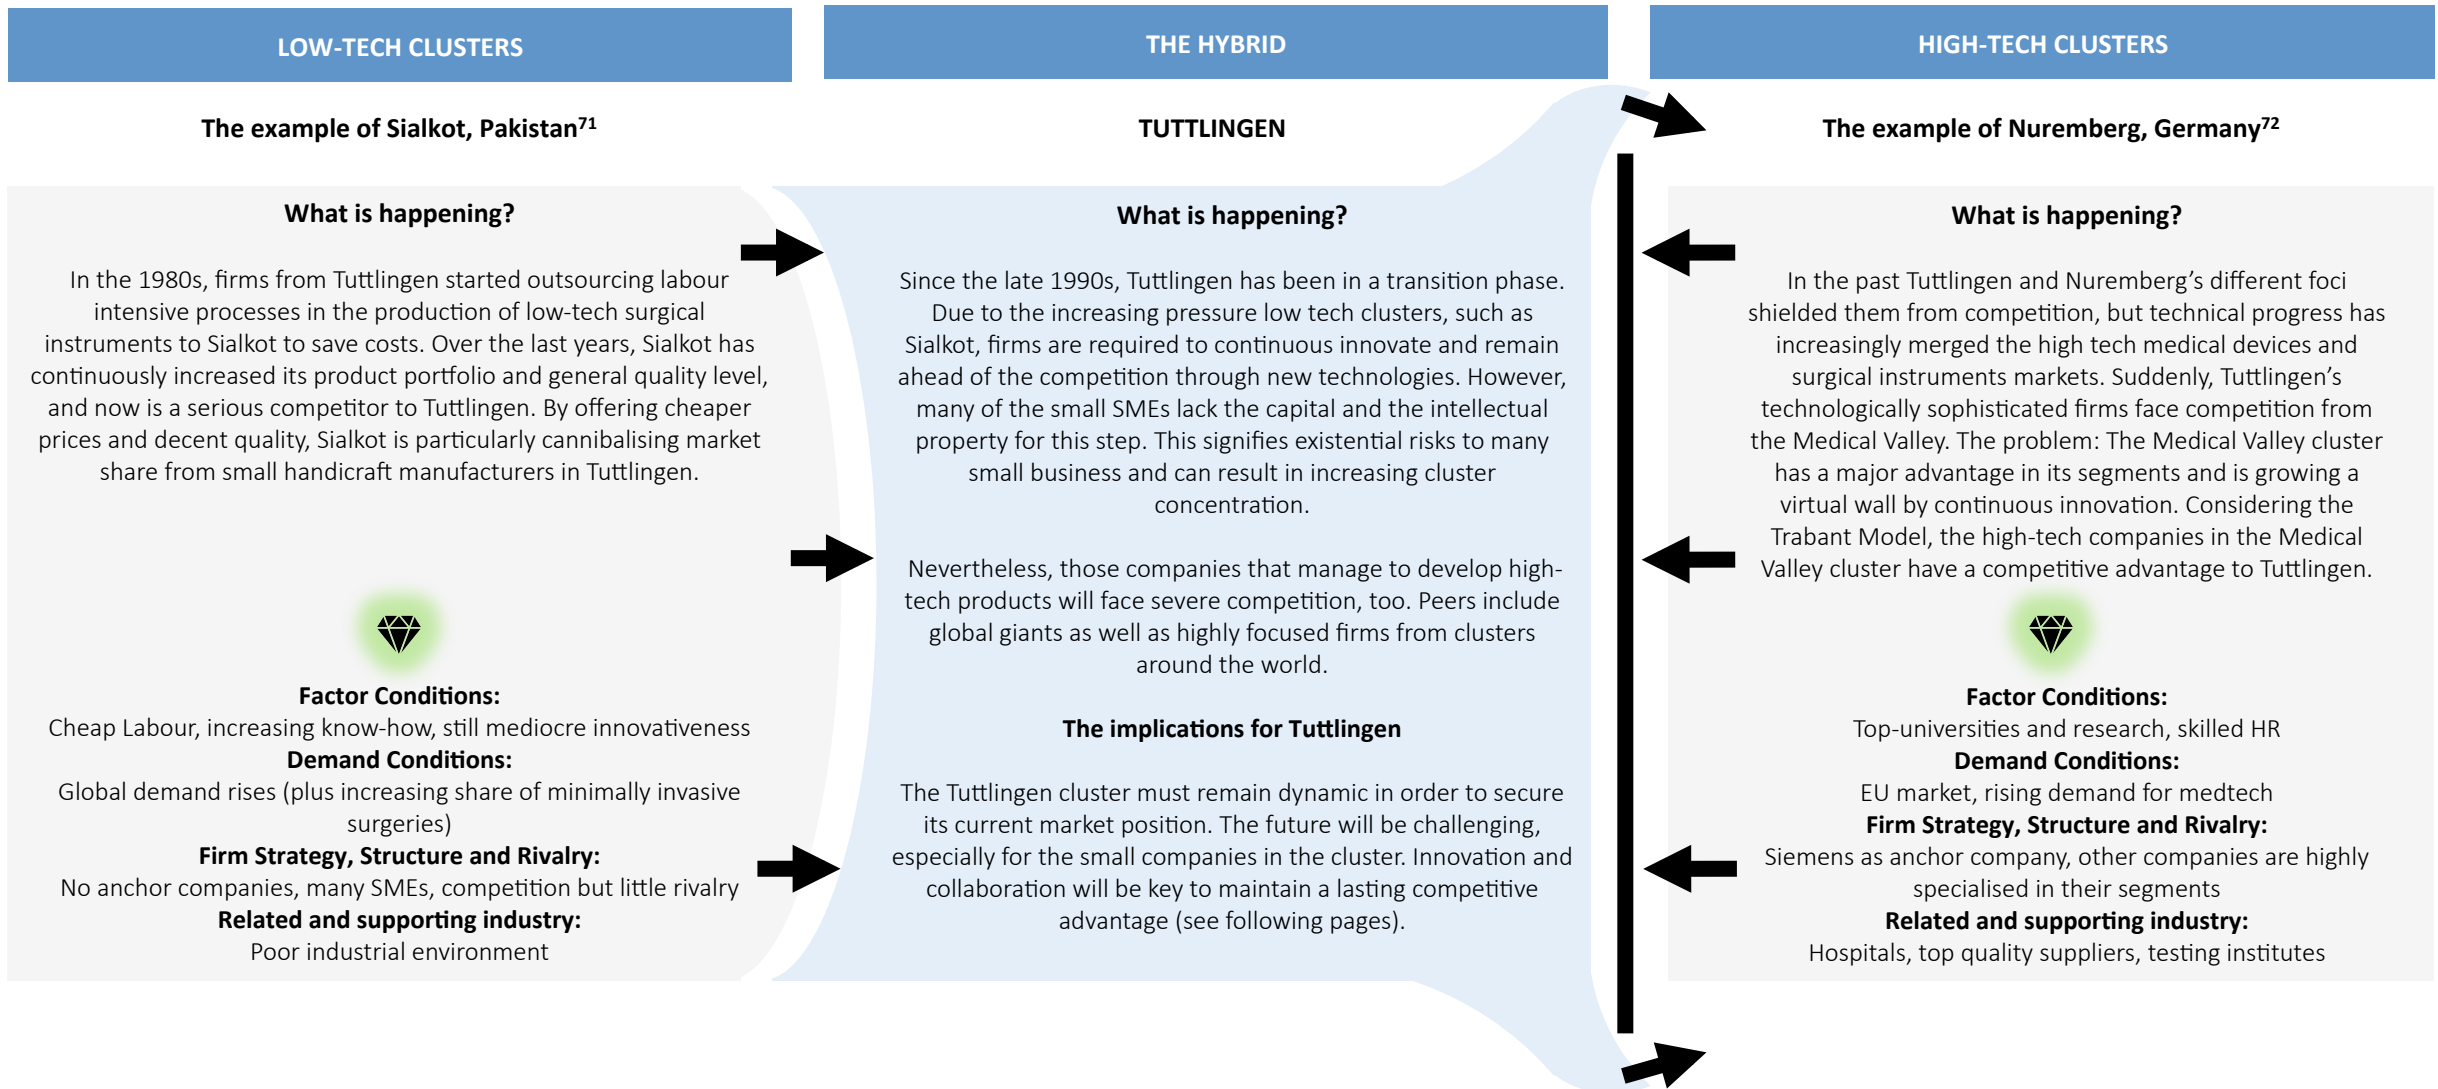 LOW-TECH CLUSTERS
The example of Sialkot, Pakistan71
What is happening?
In the 1980s, firms from Tuttlingen started outsourcing labour
intensive processes in the production of low-tech surgical
instruments to Sialkot to save costs. Over the last years, Sialkot has
continuously increased its product portfolio and general quality level,
and now is a serious competitor to Tuttlingen. By offering cheaper
prices and decent quality, Sialkot is particularly cannibalising market
share from small handicraft manufacturers in Tuttlingen.
Factor Conditions:
Cheap Labour, increasing know-how, still mediocre innovativeness
Demand Conditions:
Global demand rises (plus increasing share of minimally invasive
surgeries)
Firm Strategy, Structure and Rivalry:
No anchor companies, many SMEs, competition but little rivalry
Related and supporting industry:
Poor industrial environment
THE HYBRID
TUTTLINGEN
What is happening?
Since the late 1990s, Tuttlingen has been in a transition phase.
Due to the increasing pressure low tech clusters, such as
Sialkot, firms are required to continuous innovate and remain
ahead of the competition through new technologies. However,
many of the small SMEs lack the capital and the intellectual
property for this step. This signifies existential risks to many
small business and can result in increasing cluster
concentration.
Nevertheless, those companies that manage to develop high-
tech products will face severe competition, too. Peers include
global giants as well as highly focused firms from clusters
around the world.
The implications for Tuttlingen
The Tuttlingen cluster must remain dynamic in order to secure
its current market position. The future will be challenging,
especially for the small companies in the cluster. Innovation and
collaboration will be key to maintain a lasting competitive
advantage (see following pages).
HIGH-TECH CLUSTERS
The example of Nuremberg, Germany72
What is happening?
In the past Tuttlingen and Nuremberg’s different foci
shielded them from competition, but technical progress has
increasingly merged the high tech medical devices and
surgical instruments markets. Suddenly, Tuttlingen’s
technologically sophisticated firms face competition from
the Medical Valley. The problem: The Medical Valley cluster
has a major advantage in its segments and is growing a
virtual wall by continuous innovation. Considering the
Trabant Model, the high-tech companies in the Medical
Valley cluster have a competitive advantage to Tuttlingen.
Factor Conditions:
Top-universities and research, skilled HR
Demand Conditions:
EU market, rising demand for medtech
Firm Strategy, Structure and Rivalry:
Siemens as anchor company, other companies are highly
specialised in their segments
Related and supporting industry:
Hospitals, top quality suppliers, testing institutes